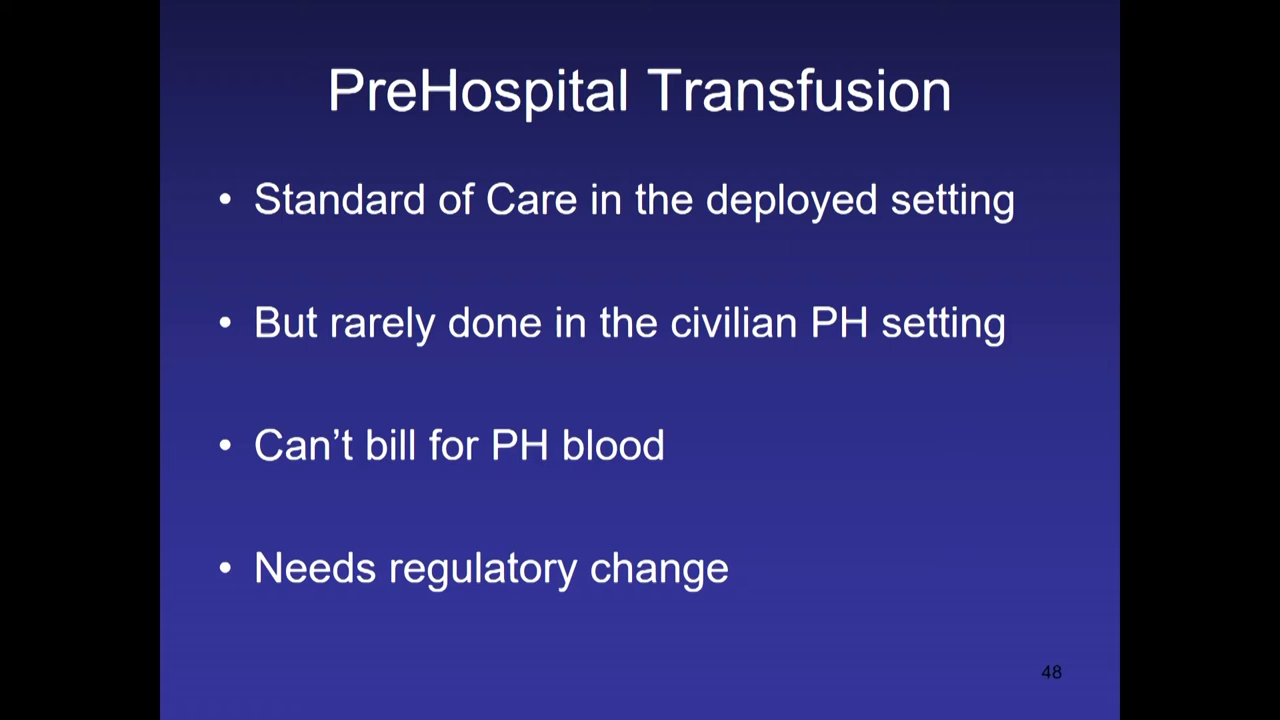 PreHospital Transfusion
• Standard of Care in the deployed setting
• But rarely done in the civilian PH setting
• Can’t bill for PH blood
• Needs regulatory change
48